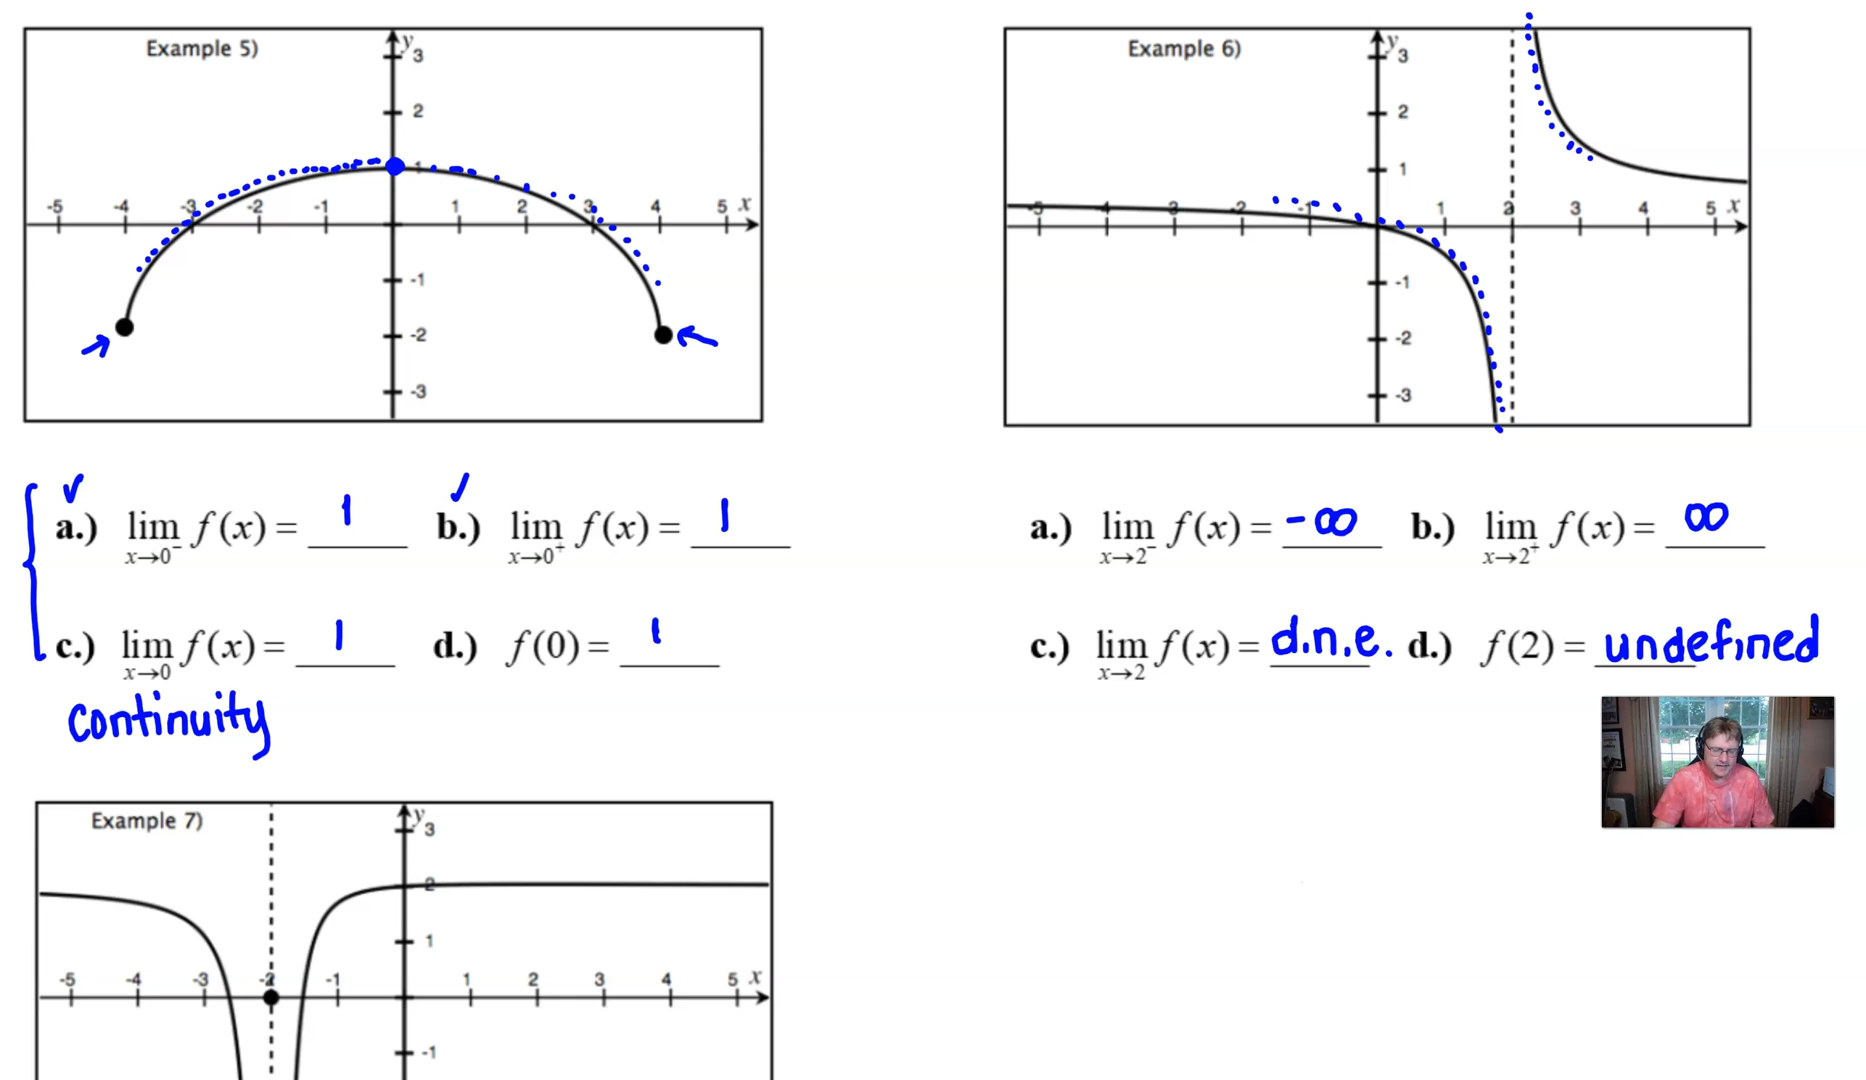 Example 5)
y
3
2
1
-5 -4 -3 -2 -1 1 2 3 4 5 x
-1
-2
-3
a.) lim x→0⁻ f(x) = 1 b.) lim x→0⁺ f(x) = 1
c.) lim x→0 f(x) = 1 d.) f(0) = 1
continuity
Example 6)
y
3
2
1
-5 -4 -3 -2 -1 1 2 3 4 5 x
-1
-2
-3
a.) lim x→2⁻ f(x) = -∞ b.) lim x→2⁺ f(x) = ∞
c.) lim x→2 f(x) = d.n.e. d.) f(2) = undefined
Example 7)
y
3
2
1
-5 -4 -3 -2 -1 1 2 3 4 5 x
-1